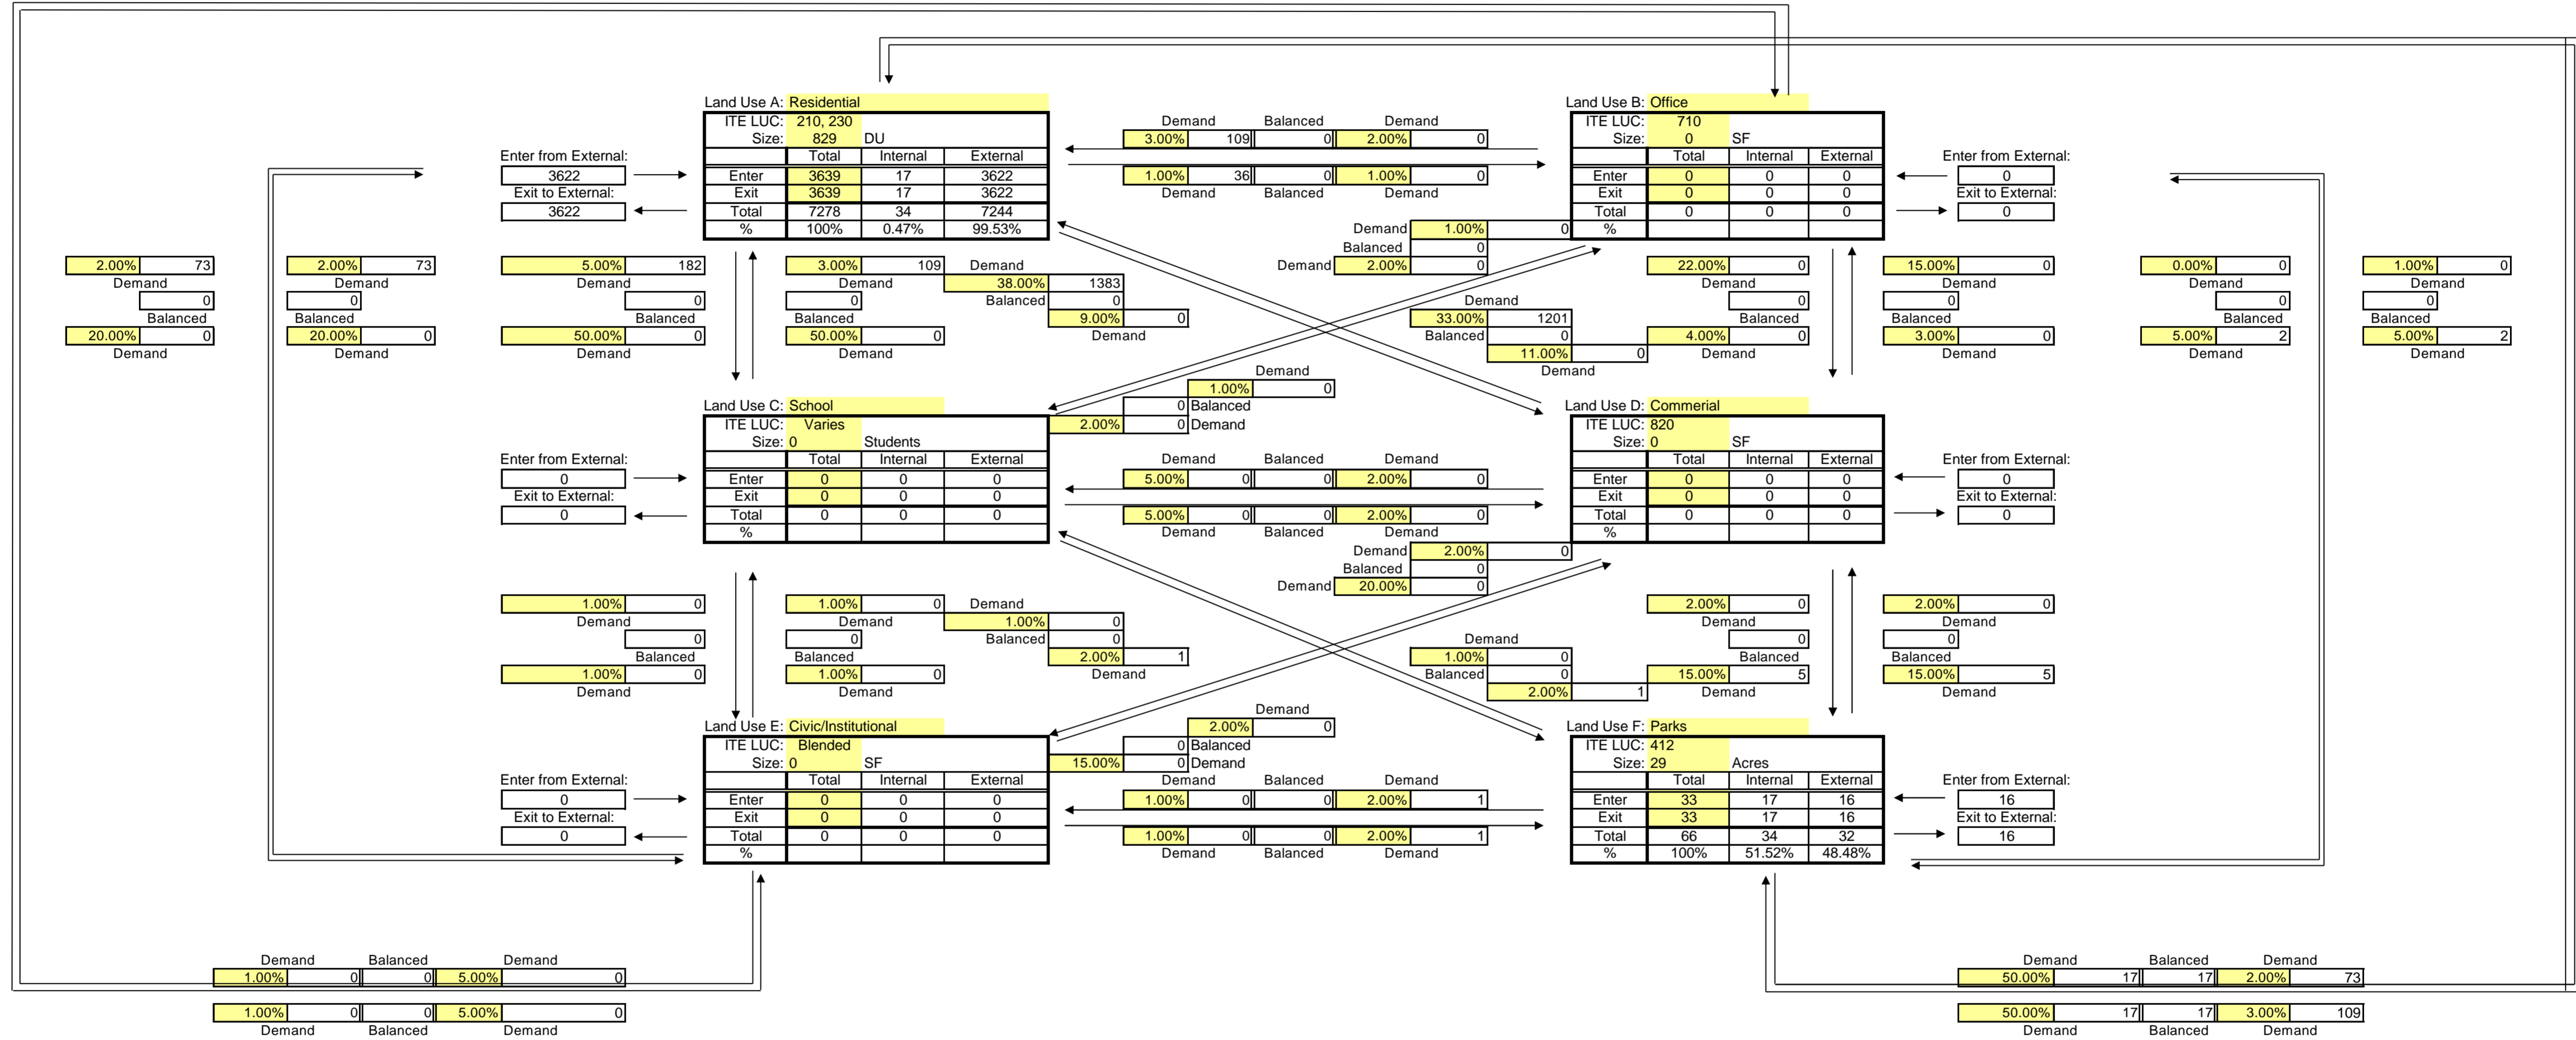 Land Use A: Residential
ITE LUC: 210, 230
Size: 829 DU
Total Internal External
Enter 3639 17 3622
Exit 3639 17 3622
Total 7278 34 7244
% 100% 0.47% 99.53%
Enter from External:
3622
Exit to External:
3622
Demand Balanced Demand
3.00% 109 0 2.00% 0
1.00% 36 0 1.00% 0
Demand Balanced Demand
Land Use B: Office
ITE LUC: 710
Size: 0 SF
Total Internal External
Enter 0 0 0
Exit 0 0 0
Total 0 0 0
%
Enter from External:
0
Exit to External:
0
Demand 1.00% 0
Balanced 0
Demand 2.00% 0
2.00% 73
Demand
0
Balanced
20.00% 0
Demand
2.00% 73
Demand
0
Balanced
20.00% 0
Demand
5.00% 182
Demand
0
Balanced
50.00% 0
Demand
3.00% 109
Demand
0
Balanced
50.00% 0
Demand
Demand
38.00% 1383
Balanced 0
9.00% 0
Demand
Demand
33.00% 1201
Balanced 0
11.00% 0
Demand
22.00% 0
Demand
0
Balanced
4.00% 0
Demand
15.00% 0
Demand
0
Balanced
3.00% 0
Demand
0.00% 0
Demand
0
Balanced
5.00% 2
Demand
1.00% 0
Demand
0
Balanced
5.00% 2
Demand
Demand
1.00% 0
0 Balanced
2.00% 0 Demand
Land Use C: School
ITE LUC: Varies
Size: 0 Students
Total Internal External
Enter 0 0 0
Exit 0 0 0
Total 0 0 0
%
Enter from External:
0
Exit to External:
0
Demand Balanced Demand
5.00% 0 0 2.00% 0
5.00% 0 0 2.00% 0
Demand Balanced Demand
Land Use D: Commerial
ITE LUC: 820
Size: 0 SF
Total Internal External
Enter 0 0 0
Exit 0 0 0
Total 0 0 0
%
Enter from External:
0
Exit to External:
0
Demand 2.00% 0
Balanced 0
Demand 20.00% 0
1.00% 0
Demand
0
Balanced
1.00% 0
Demand
1.00% 0
Demand
0
Balanced
1.00% 0
Demand
Demand
1.00% 0
Balanced 0
2.00% 1
Demand
Demand
1.00% 0
Balanced 0
2.00% 1
2.00% 0
Demand
0
Balanced
15.00% 5
Demand
2.00% 0
Demand
0
Balanced
15.00% 5
Demand
Demand
2.00% 0
0 Balanced
15.00% 0 Demand
Land Use E: Civic/Institutional
ITE LUC: Blended
Size: 0 SF
Total Internal External
Enter 0 0 0
Exit 0 0 0
Total 0 0 0
%
Enter from External:
0
Exit to External:
0
Demand Balanced Demand
1.00% 0 0 2.00% 1
1.00% 0 0 2.00% 1
Demand Balanced Demand
Land Use F: Parks
ITE LUC: 412
Size: 29 Acres
Total Internal External
Enter 33 17 16
Exit 33 17 16
Total 66 34 32
% 100% 51.52% 48.48%
Enter from External:
16
Exit to External:
16
Demand Balanced Demand
1.00% 0 0 5.00% 0
1.00% 0 0 5.00% 0
Demand Balanced Demand
Demand Balanced Demand
50.00% 17 17 2.00% 73
50.00% 17 17 3.00% 109
Demand Balanced Demand